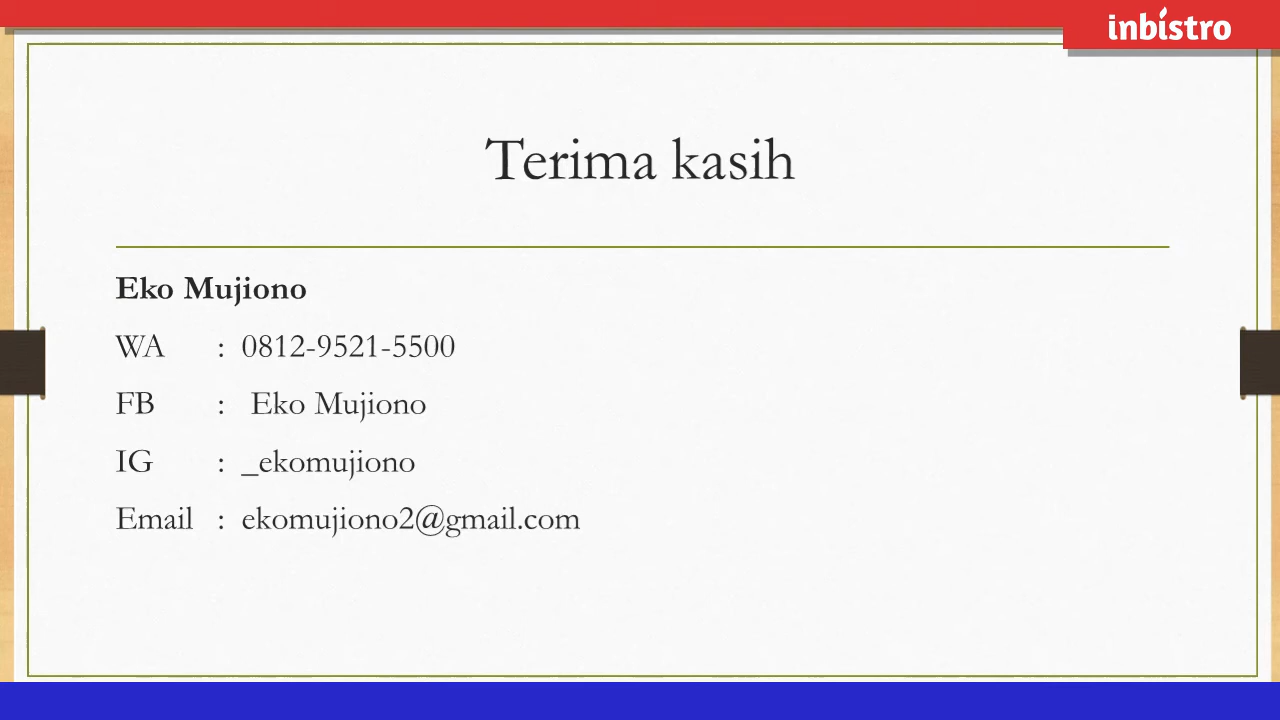 inbistro
Terima kasih
Eko Mujiono
WA : 0812-9521-5500
FB : Eko Mujiono
IG : _ekomujiono
Email : ekomujiono2@gmail.com